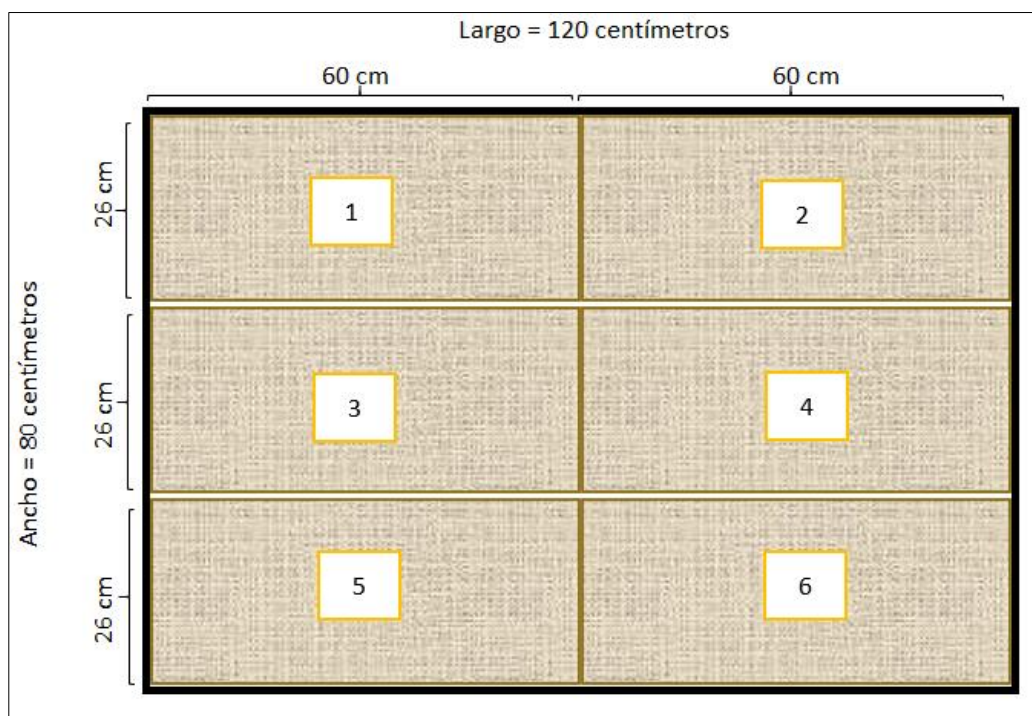 Largo = 120 centímetros
60 cm
60 cm
Ancho = 80 centímetros
26 cm
1
2
26 cm
3
4
26 cm
5
6